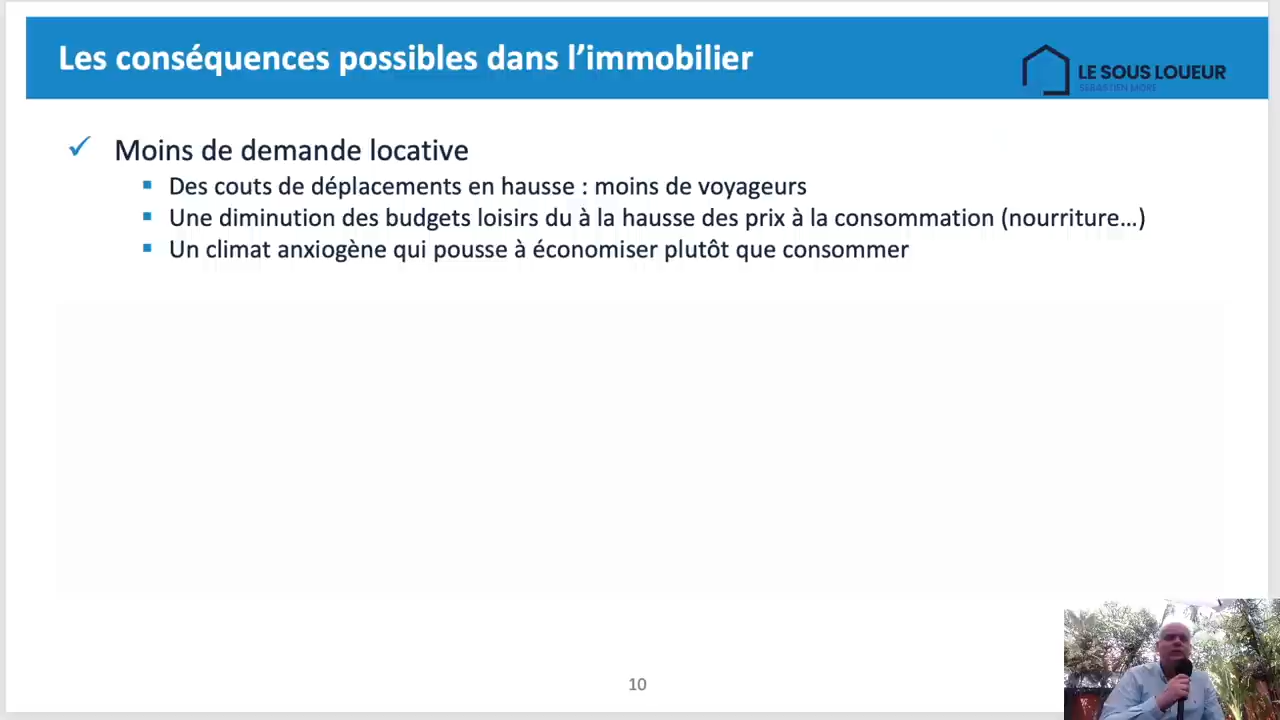 Les conséquences possibles dans l’immobilier
LE SOUS LOUEUR
SEBASTIEN MORE
Moins de demande locative
Des couts de déplacements en hausse : moins de voyageurs
Une diminution des budgets loisirs du à la hausse des prix à la consommation (nourriture…)
Un climat anxiogène qui pousse à économiser plutôt que consommer
10